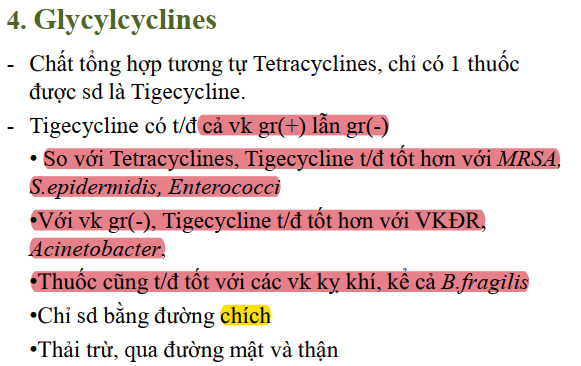 4. Glycylcyclines
- Chất tổng hợp tương tự Tetracyclines, chỉ có 1 thuốc
được sd là Tigecycline.
- Tigecycline có t/đ cả vk gr(+) lẫn gr(-)
• So với Tetracyclines, Tigecycline t/đ tốt hơn với MRSA,
S.epidermidis, Enterococci
•Với vk gr(-), Tigecycline t/đ tốt hơn với VKĐR,
Acinetobacter,
•Thuốc cũng t/đ tốt với các vk kỵ khí, kể cả B.fragilis
•Chỉ sd bằng đường chích
•Thải trừ, qua đường mật và thận